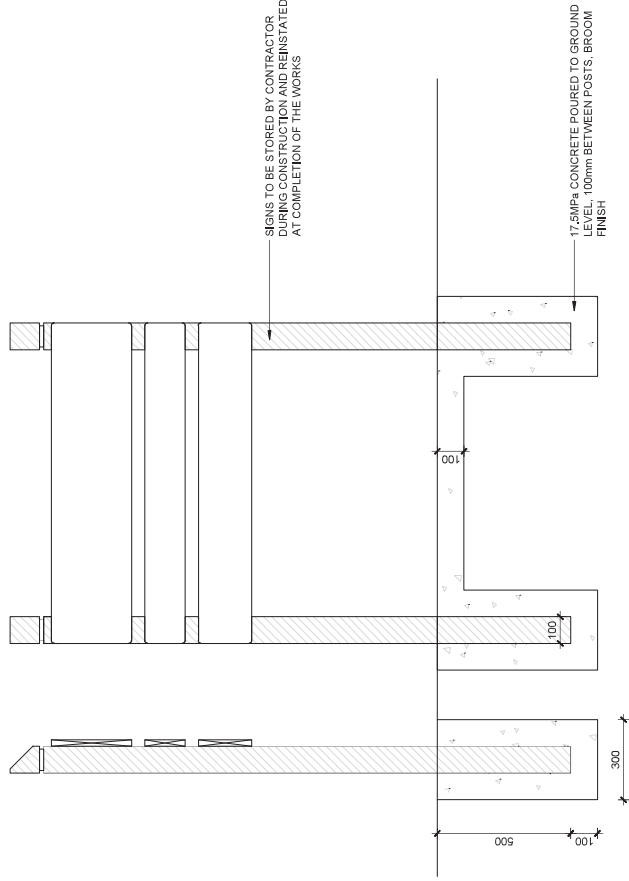 SIGNS TO BE STORED BY CONTRACTOR
DURING CONSTRUCTION AND REINSTATED
AT COMPLETION OF THE WORKS
17.5MPa CONCRETE POURED TO GROUND
LEVEL, 100mm BETWEEN POSTS, BROOM
FINISH
100
100
300
500
100